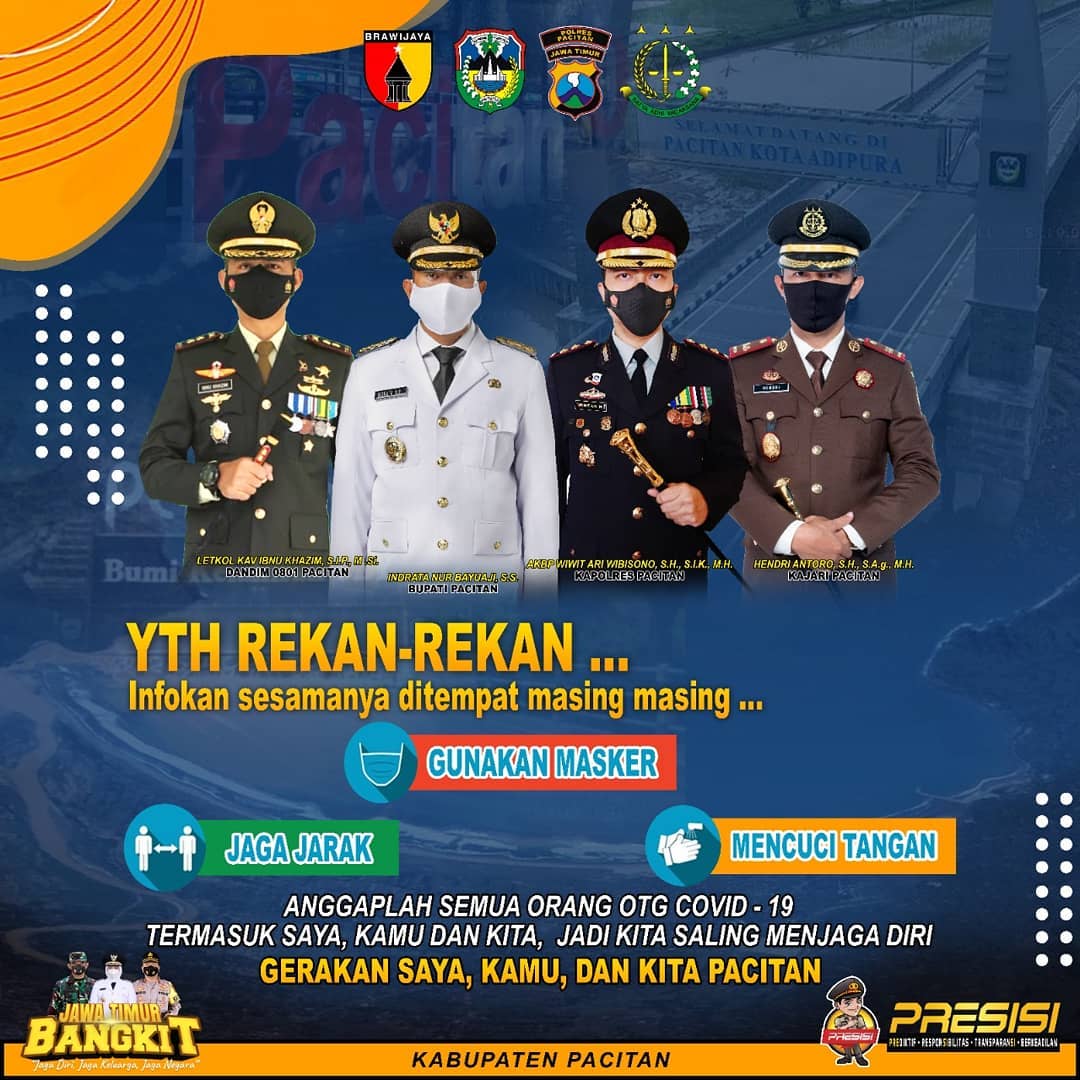 BRAWIJAYA
POLRES
PACITAN
JAWA TIMUR
Pacitan
SELAMAT DATANG DI
PACITAN KOTA ADIPURA
LETKOL KAV IBNU KHAZIM, S.I.P., M.Si.
DANDIM 0801 PACITAN
INDRATA NUR BAYUAJI, S.S.
BUPATI PACITAN
AKBP WIWIT ARI WIBISONO, S.H., S.I.K., M.H.
KAPOLRES PACITAN
HENDRI ANTORO, S.H., S.Ag., M.H.
KAJARI PACITAN
YTH REKAN-REKAN ...
Infokan sesamanya ditempat masing masing ...
GUNAKAN MASKER
JAGA JARAK
MENCUCI TANGAN
ANGGAPLAH SEMUA ORANG OTG COVID - 19
TERMASUK SAYA, KAMU DAN KITA, JADI KITA SALING MENJAGA DIRI
GERAKAN SAYA, KAMU, DAN KITA PACITAN
JAWA TIMUR
BANGKIT
"Jaga Diri, Jaga Keluarga, Jaga Negara"
PRESISI
PRESISI
PREDIKTIF • RESPONSIBILITAS • TRANSPARANSI • BERKEADILAN
KABUPATEN PACITAN